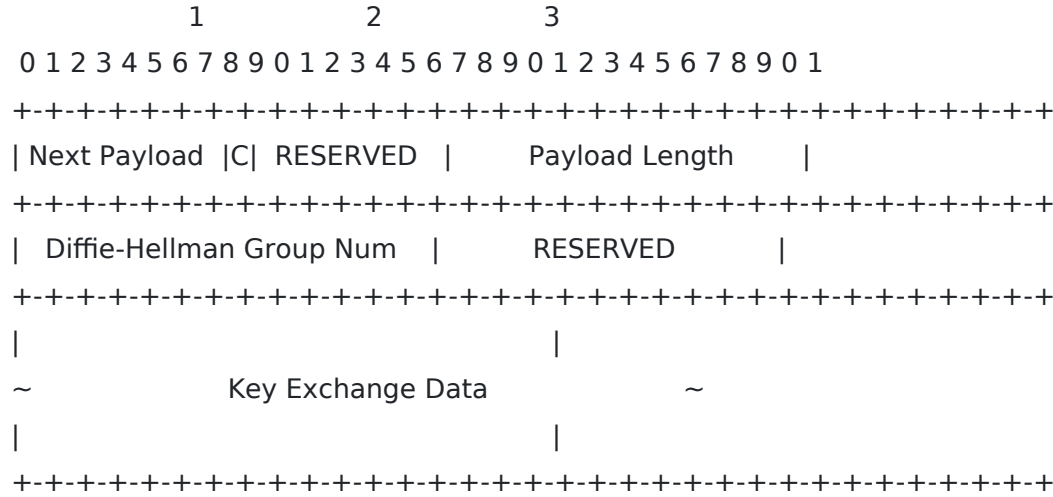 1 2 3
0 1 2 3 4 5 6 7 8 9 0 1 2 3 4 5 6 7 8 9 0 1 2 3 4 5 6 7 8 9 0 1
+-+-+-+-+-+-+-+-+-+-+-+-+-+-+-+-+-+-+-+-+-+-+-+-+-+-+-+-+-+-+-+-+
| Next Payload |C| RESERVED | Payload Length |
+-+-+-+-+-+-+-+-+-+-+-+-+-+-+-+-+-+-+-+-+-+-+-+-+-+-+-+-+-+-+-+-+
| Diffie-Hellman Group Num | RESERVED |
+-+-+-+-+-+-+-+-+-+-+-+-+-+-+-+-+-+-+-+-+-+-+-+-+-+-+-+-+-+-+-+-+
| |
~ Key Exchange Data ~
| |
+-+-+-+-+-+-+-+-+-+-+-+-+-+-+-+-+-+-+-+-+-+-+-+-+-+-+-+-+-+-+-+-+